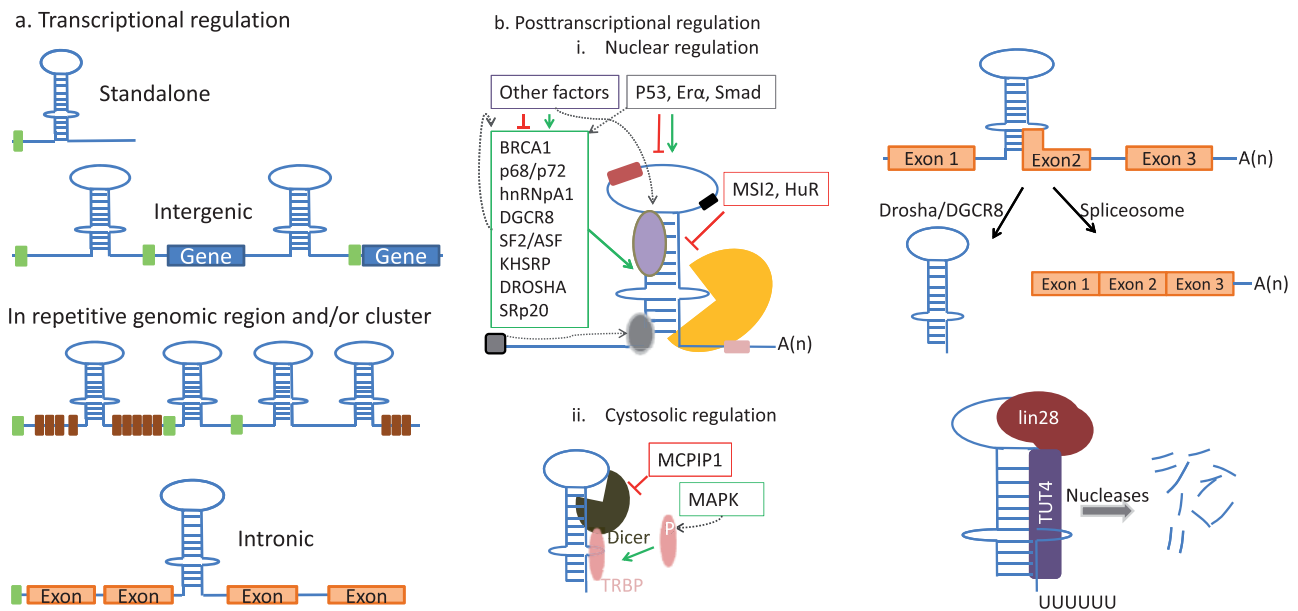 a. Transcriptional regulation
Standalone
Intergenic
Gene
Gene
In repetitive genomic region and/or cluster
Intronic
Exon
Exon
Exon
Exon
b. Posttranscriptional regulation
i. Nuclear regulation
Other factors
P53, Erα, Smad
BRCA1
p68/p72
hnRNpA1
DGCR8
SF2/ASF
KHSRP
DROSHA
SRp20
MSI2, HuR
A(n)
ii. Cystosolic regulation
MCPIP1
MAPK
P
Dicer
TRBP
Exon 1
Exon2
Exon 3
A(n)
Drosha/DGCR8
Spliceosome
Exon 1
Exon 2
Exon 3
A(n)
lin28
TUT4
Nucleases
UUUUUU